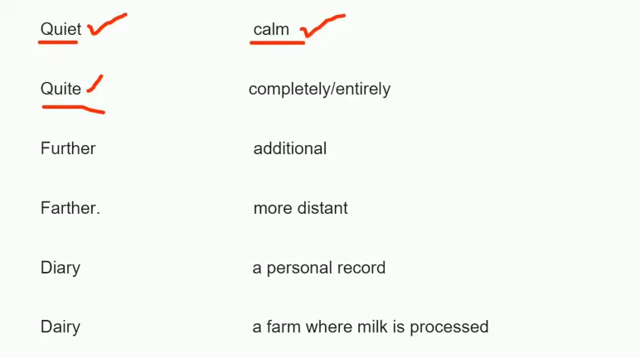 Quiet calm
Quite completely/entirely
Further additional
Farther. more distant
Diary a personal record
Dairy a farm where milk is processed